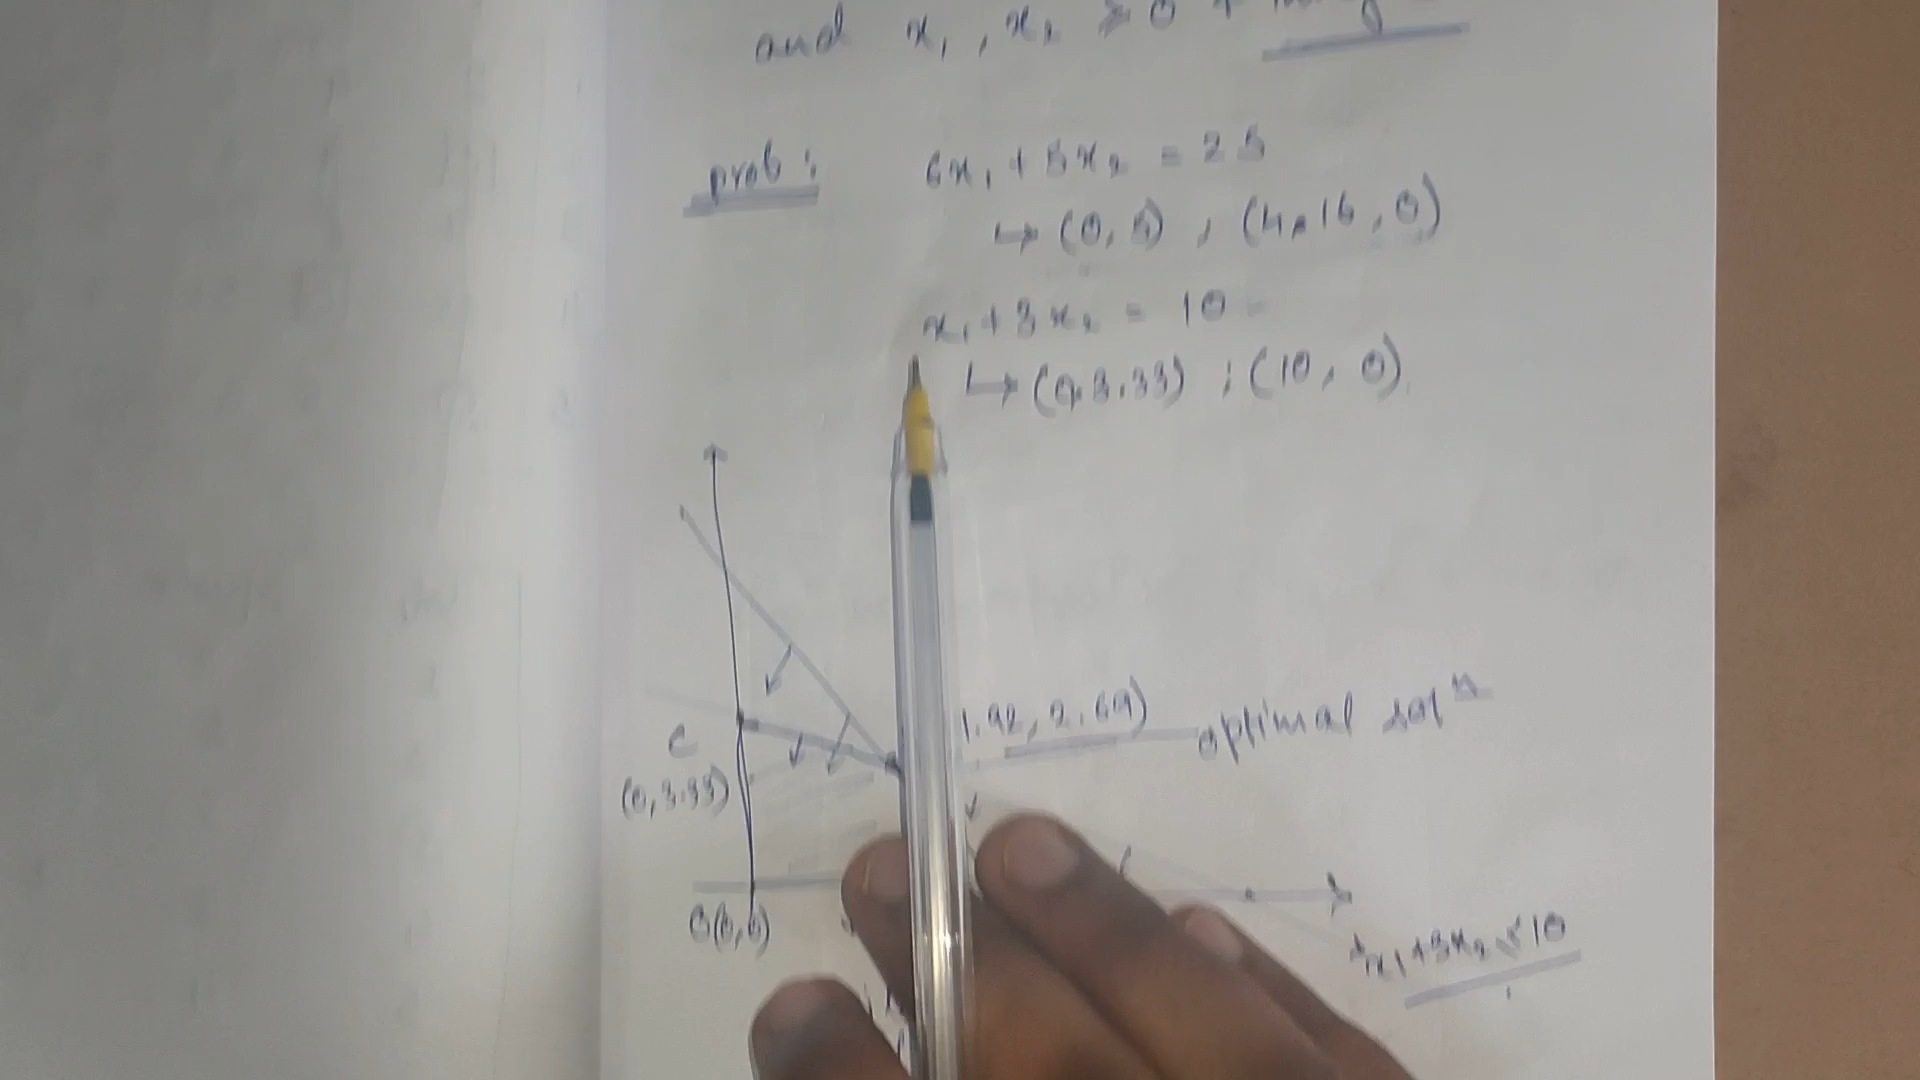 and x₁, x₂ ≥ 0 +
prob :
6x₁ + 5x₂ = 25
↳ (0, 5) , (4.16, 0)
x₁ + 3x₂ = 10
↳ (0, 3.33) ; (10, 0)
1.92, 2.69)
optimal solⁿ
C
(0, 3.33)
O(0,0)
x₁ + 3x₂ ≤ 10